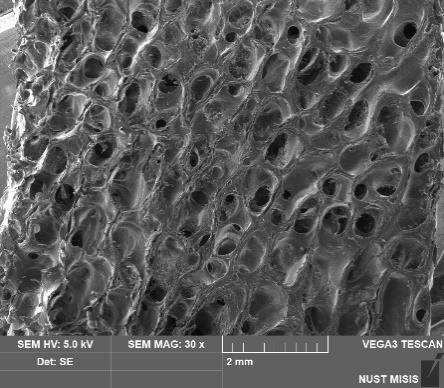 SEM HV: 5.0 kV SEM MAG: 30 x VEGA3 TESCAN
Det: SE 2 mm
NUST MISIS